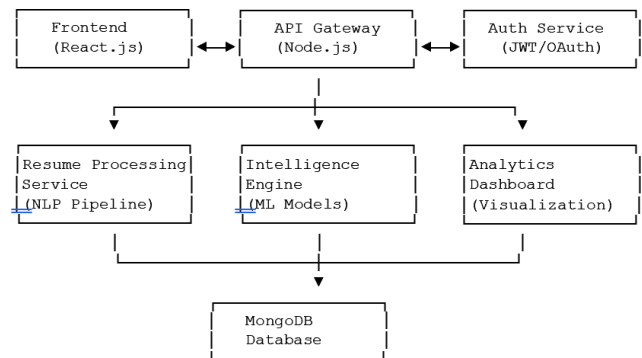 Frontend
(React.js)
API Gateway
(Node.js)
Auth Service
(JWT/OAuth)
Resume Processing
Service
(NLP Pipeline)
Intelligence
Engine
(ML Models)
Analytics
Dashboard
(Visualization)
MongoDB
Database